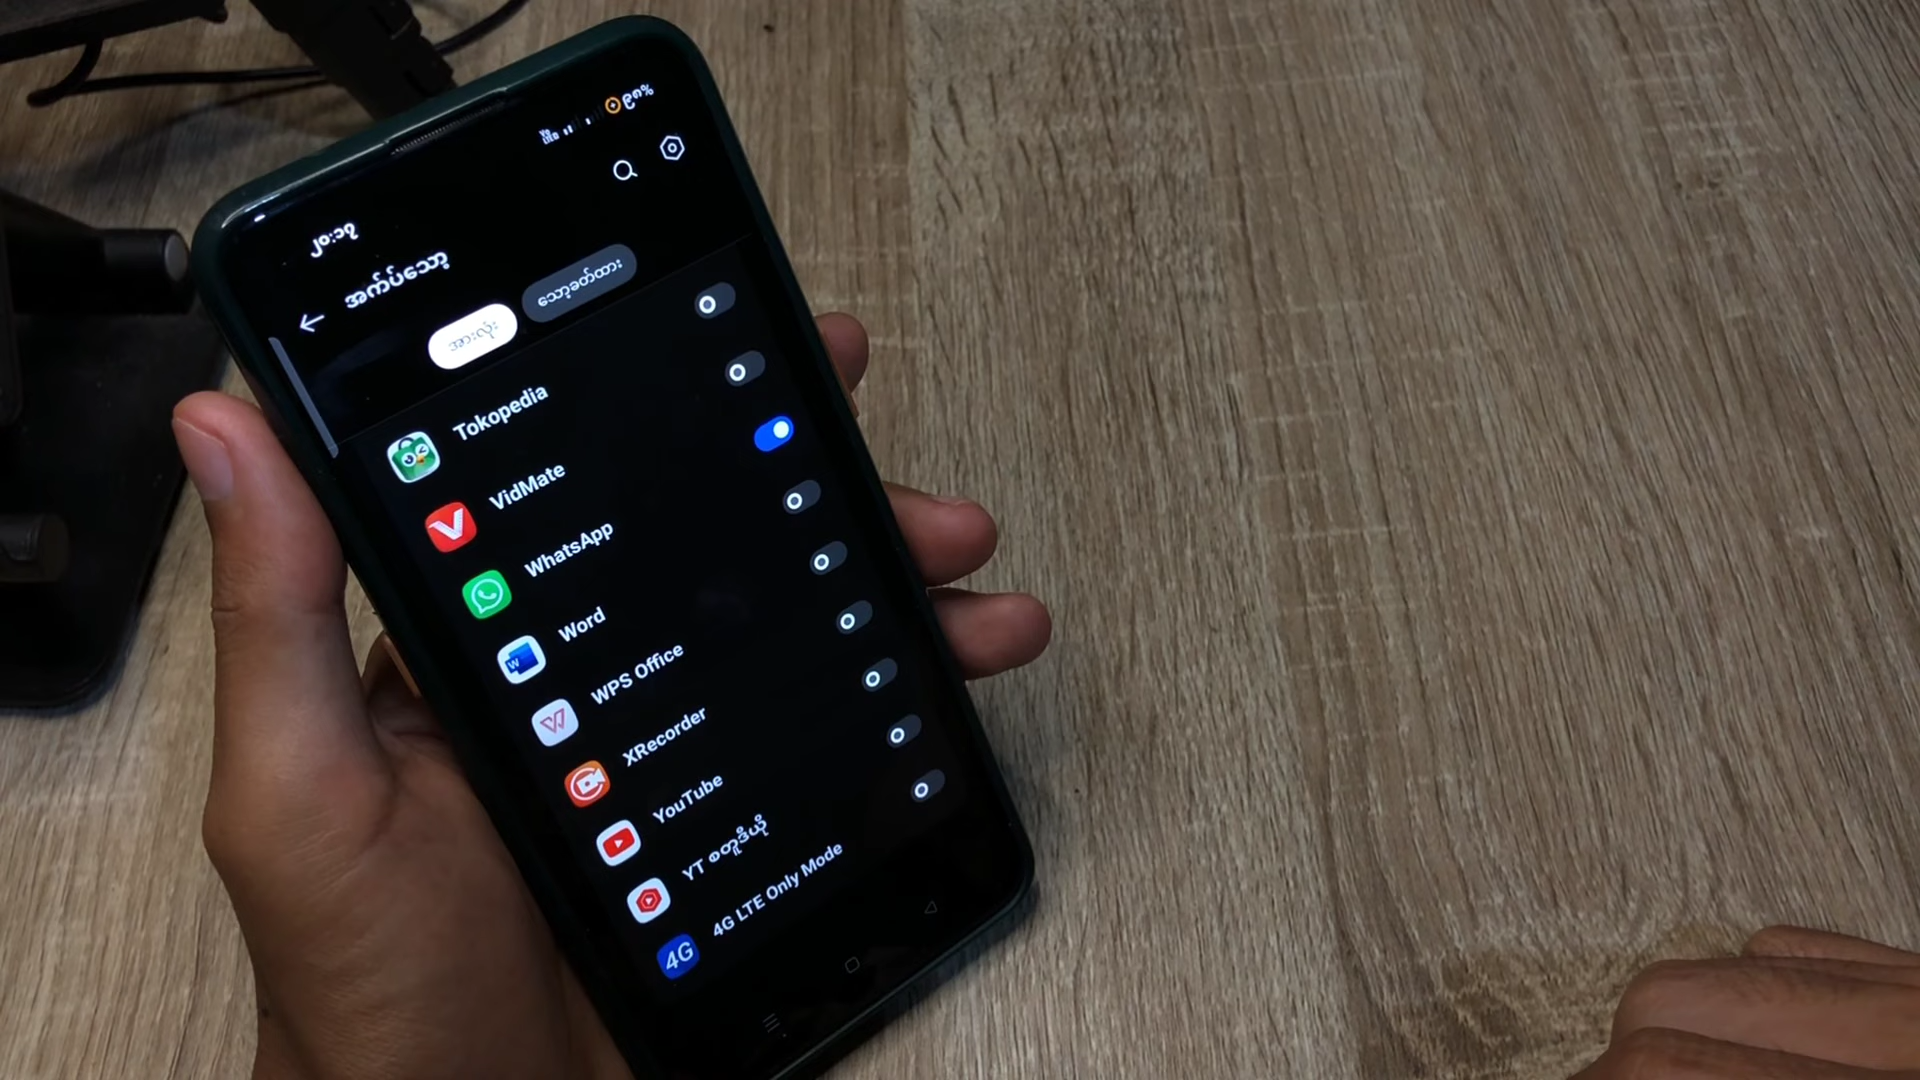 ၂၀:၁၇
၉၈%
အက်ပ်သော့
အားလုံး
သော့ခတ်ထား
Tokopedia
VidMate
WhatsApp
Word
WPS Office
XRecorder
YouTube
YT စတူဒီယို
4G LTE Only Mode
4G